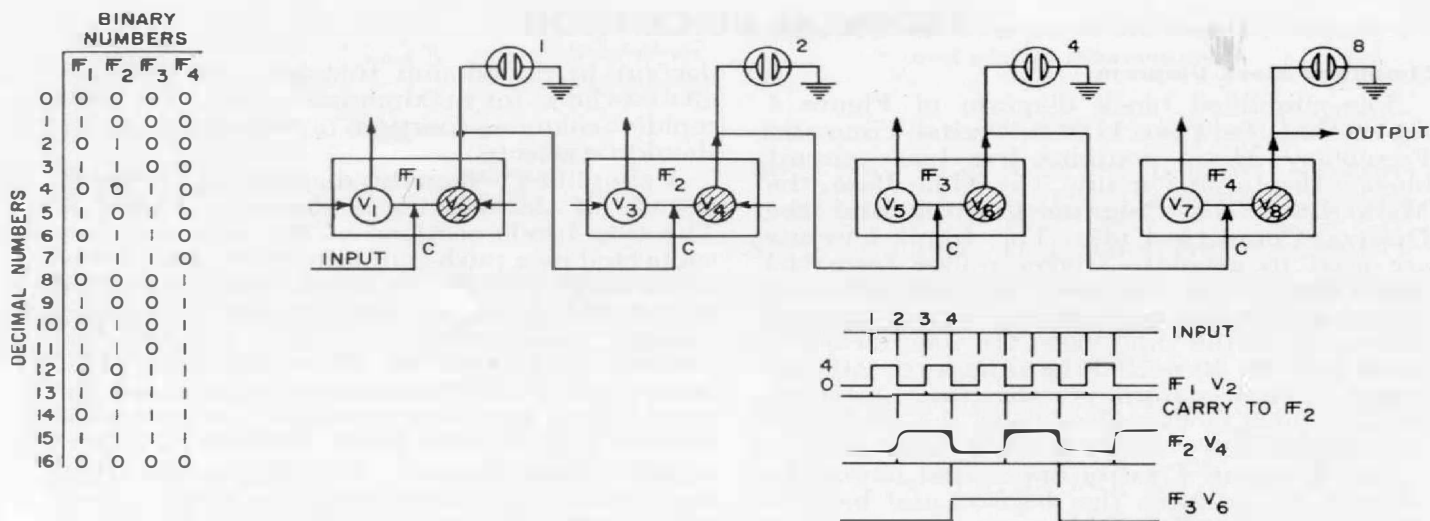 BINARY
NUMBERS
FF1 FF2 FF3 FF4
0 0 0 0 0
1 1 0 0 0
2 0 1 0 0
3 1 1 0 0
4 0 0 1 0
5 1 0 1 0
6 0 1 1 0
7 1 1 1 0
8 0 0 0 1
9 1 0 0 1
10 0 1 0 1
11 1 1 0 1
12 0 0 1 1
13 1 0 1 1
14 0 1 1 1
15 1 1 1 1
16 0 0 0 0
DECIMAL NUMBERS
1 2 4 8
OUTPUT
FF1 FF2 FF3 FF4
V1 V2 V3 V4 V5 V6 V7 V8
C C C
INPUT
1 2 3 4
INPUT
4
0
FF1 V2
CARRY TO FF2
FF2 V4
FF3 V6